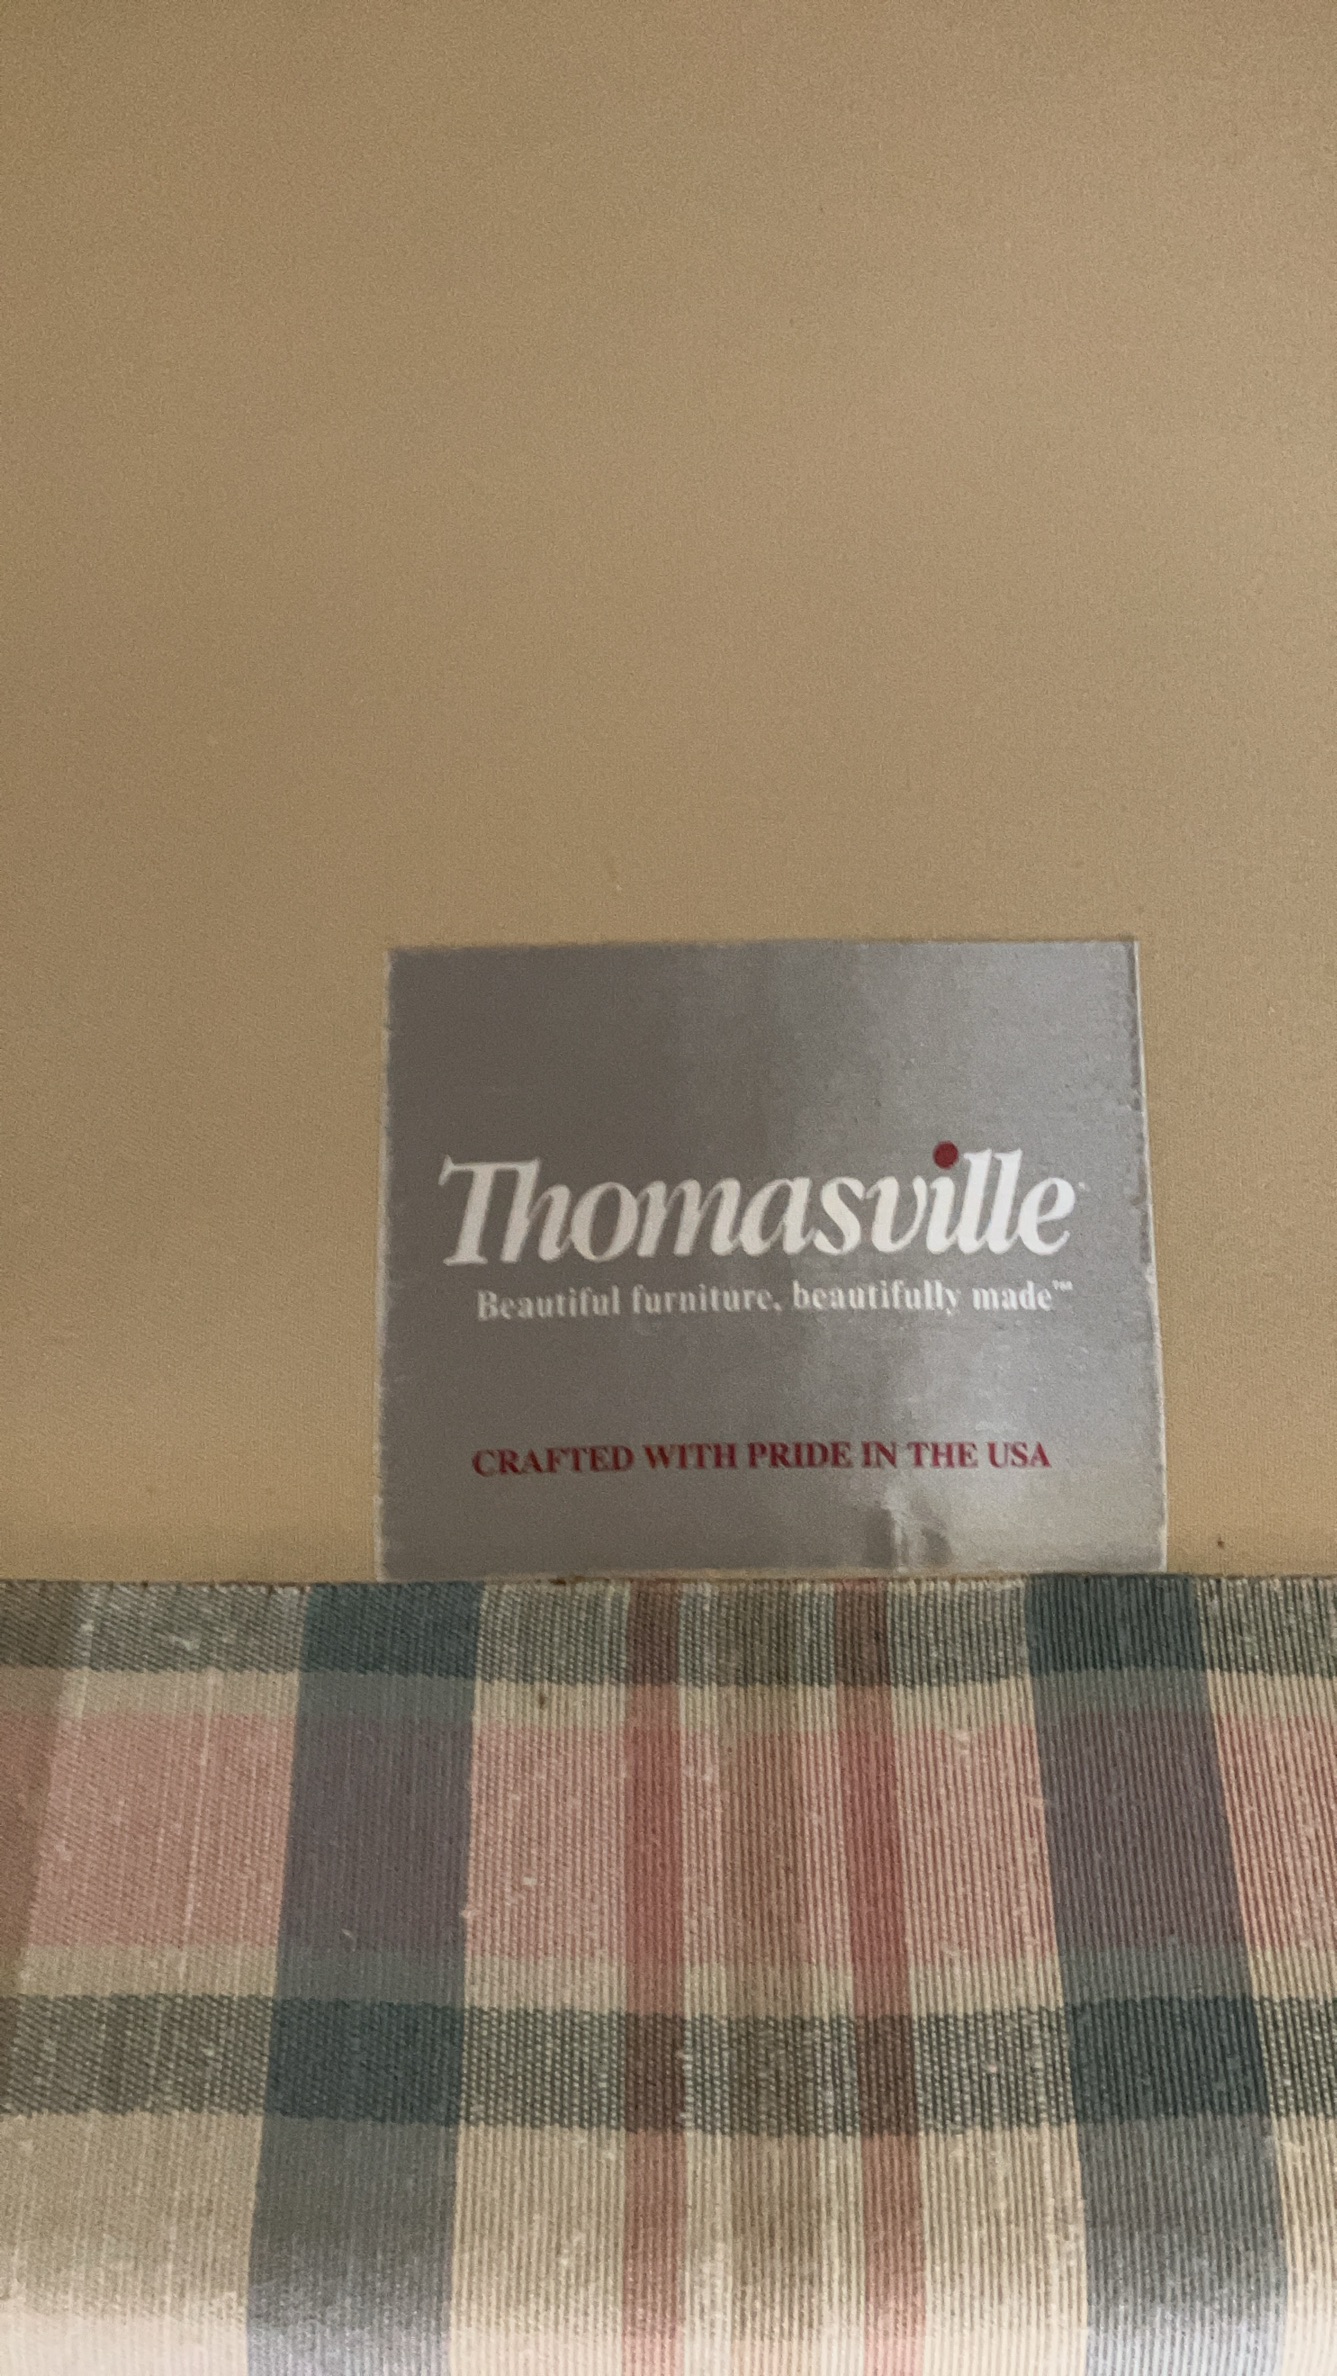 Thomasville
Beautiful furniture, beautifully made™
CRAFTED WITH PRIDE IN THE USA